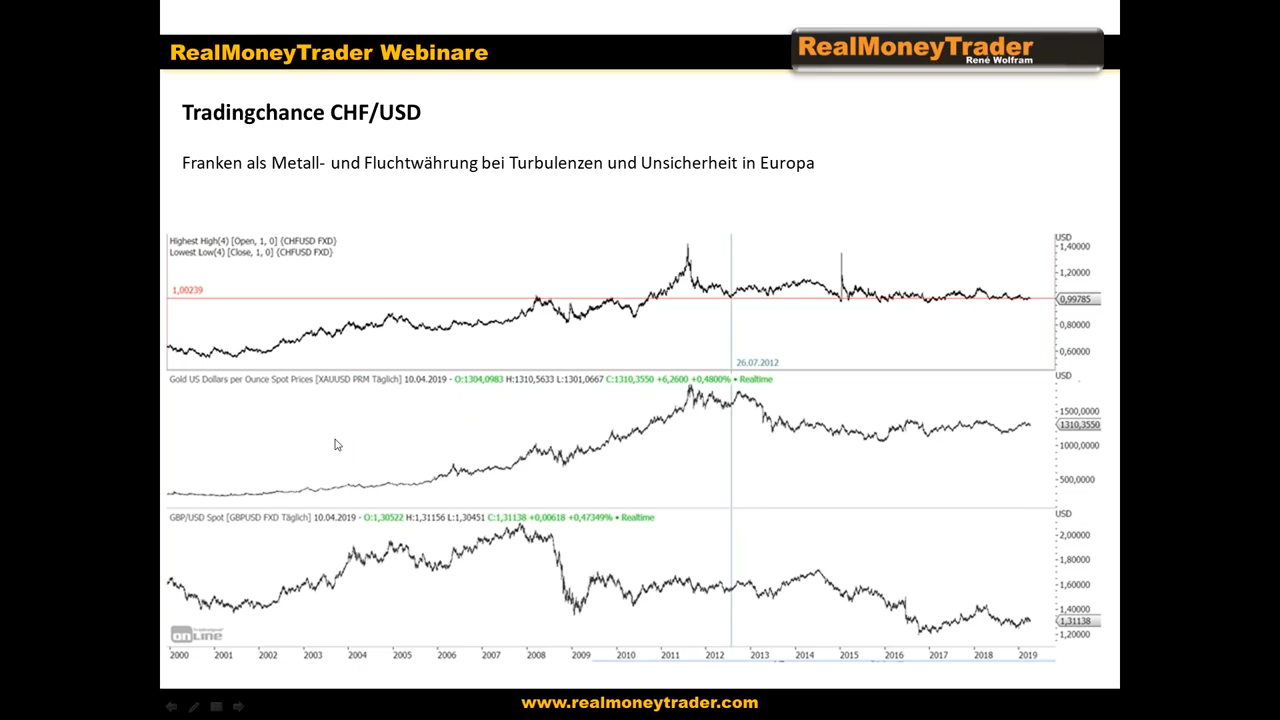 RealMoneyTrader Webinare
RealMoneyTrader
René Wolfram
Tradingchance CHF/USD
Franken als Metall- und Fluchtwährung bei Turbulenzen und Unsicherheit in Europa
Highest High(4) [Open, 1, 0] {CHFUSD FXD}
Lowest Low(4) [Close, 1, 0] {CHFUSD FXD}
USD
1,40000
1,20000
1,00239
0,99785
0,80000
0,60000
26.07.2012
Gold US Dollars per Ounce Spot Prices [XAUUSD PRM Täglich] 10.04.2019 - O:1304,0983 H:1310,5633 L:1301,0667 C:1310,3550 +6,2600 +0,4800% • Realtime
USD
1500,0000
1310,3550
1000,0000
500,0000
GBP/USD Spot [GBPUSD FXD Täglich] 10.04.2019 - O:1,30522 H:1,31156 L:1,30451 C:1,31138 +0,00618 +0,47349% • Realtime
USD
2,00000
1,80000
1,60000
1,40000
1,31138
1,20000
ONLINE
2000 2001 2002 2003 2004 2005 2006 2007 2008 2009 2010 2011 2012 2013 2014 2015 2016 2017 2018 2019
www.realmoneytrader.com